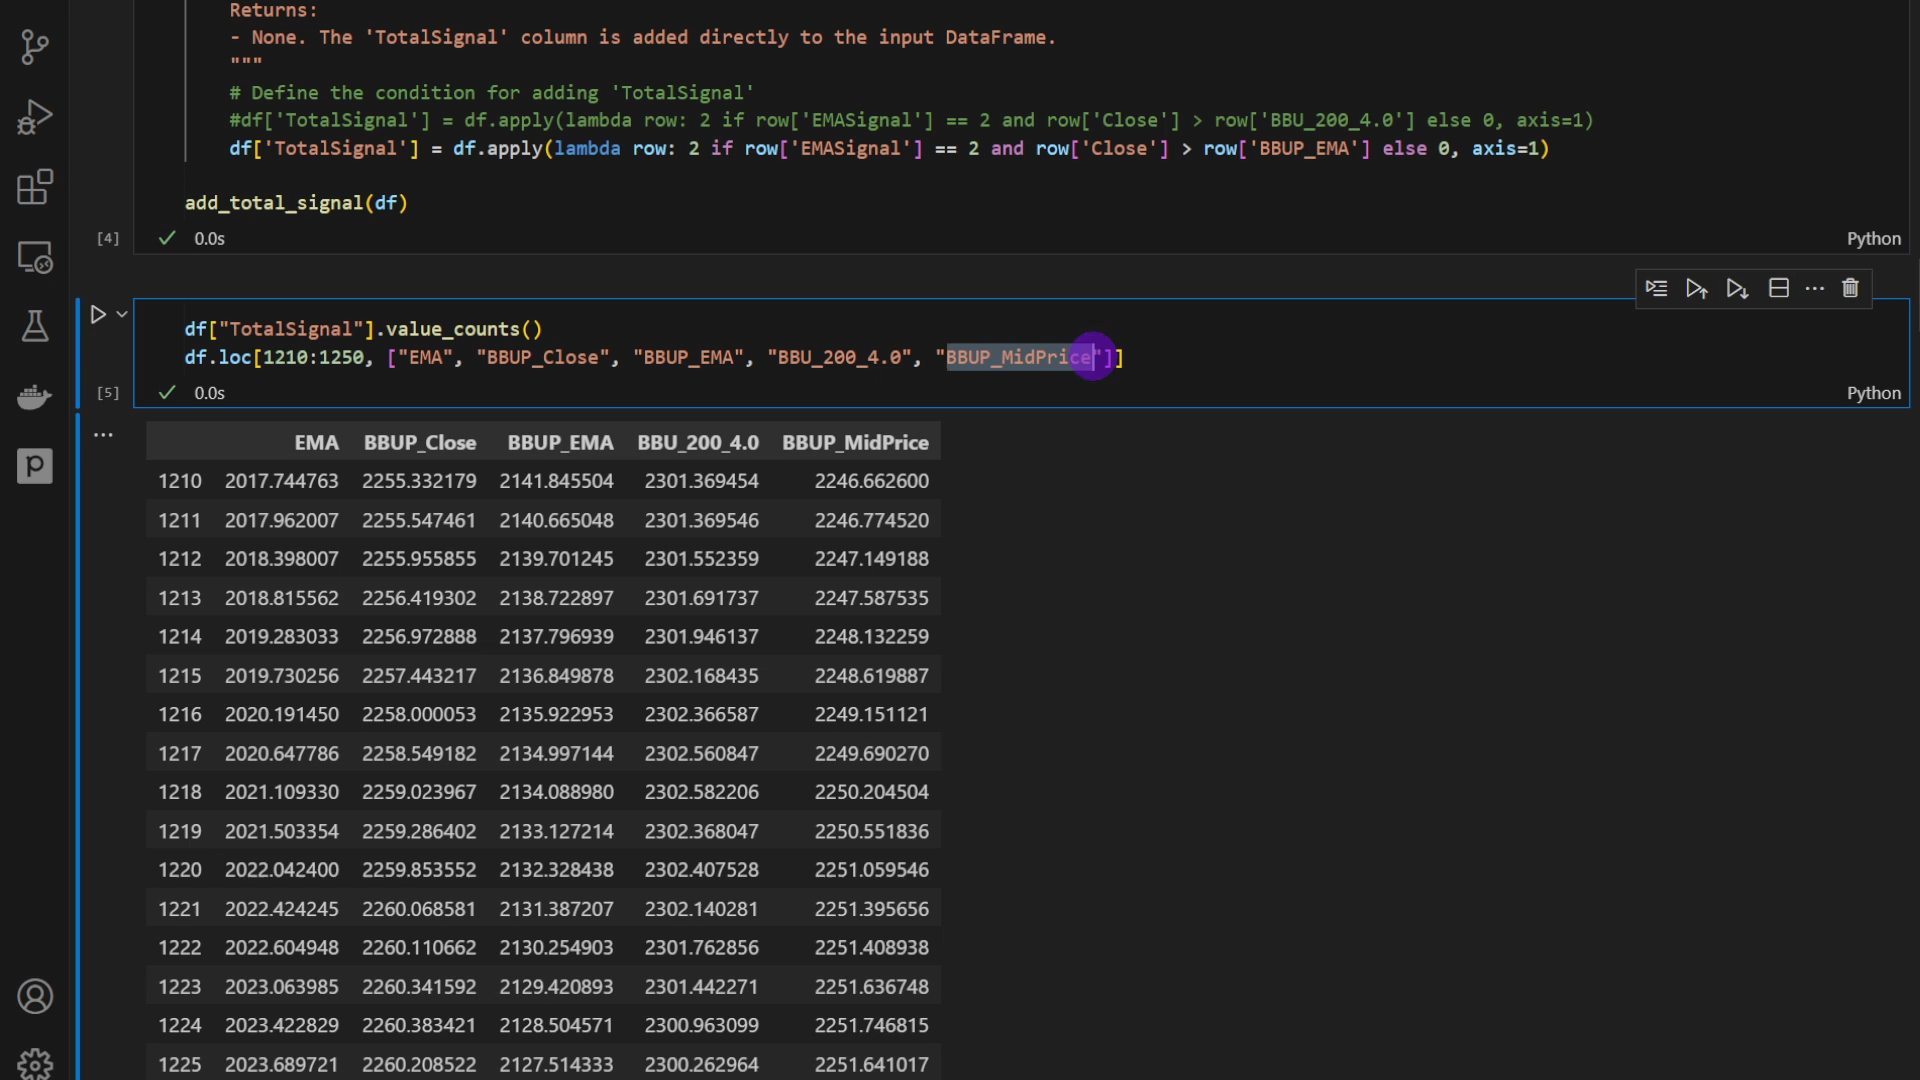 Returns:
- None. The 'TotalSignal' column is added directly to the input DataFrame.
"""
# Define the condition for adding 'TotalSignal'
#df['TotalSignal'] = df.apply(lambda row: 2 if row['EMASignal'] == 2 and row['Close'] > row['BBU_200_4.0'] else 0, axis=1)
df['TotalSignal'] = df.apply(lambda row: 2 if row['EMASignal'] == 2 and row['Close'] > row['BBUP_EMA'] else 0, axis=1)
add_total_signal(df)
[4] 0.0s Python
df["TotalSignal"].value_counts()
df.loc[1210:1250, ["EMA", "BBUP_Close", "BBUP_EMA", "BBU_200_4.0", "BBUP_MidPrice"]]
[5] 0.0s Python
EMA BBUP_Close BBUP_EMA BBU_200_4.0 BBUP_MidPrice
1210 2017.744763 2255.332179 2141.845504 2301.369454 2246.662600
1211 2017.962007 2255.547461 2140.665048 2301.369546 2246.774520
1212 2018.398007 2255.955855 2139.701245 2301.552359 2247.149188
1213 2018.815562 2256.419302 2138.722897 2301.691737 2247.587535
1214 2019.283033 2256.972888 2137.796939 2301.946137 2248.132259
1215 2019.730256 2257.443217 2136.849878 2302.168435 2248.619887
1216 2020.191450 2258.000053 2135.922953 2302.366587 2249.151121
1217 2020.647786 2258.549182 2134.997144 2302.560847 2249.690270
1218 2021.109330 2259.023967 2134.088980 2302.582206 2250.204504
1219 2021.503354 2259.286402 2133.127214 2302.368047 2250.551836
1220 2022.042400 2259.853552 2132.328438 2302.407528 2251.059546
1221 2022.424245 2260.068581 2131.387207 2302.140281 2251.395656
1222 2022.604948 2260.110662 2130.254903 2301.762856 2251.408938
1223 2023.063985 2260.341592 2129.420893 2301.442271 2251.636748
1224 2023.422829 2260.383421 2128.504571 2300.963099 2251.746815
1225 2023.689721 2260.208522 2127.514333 2300.262964 2251.641017